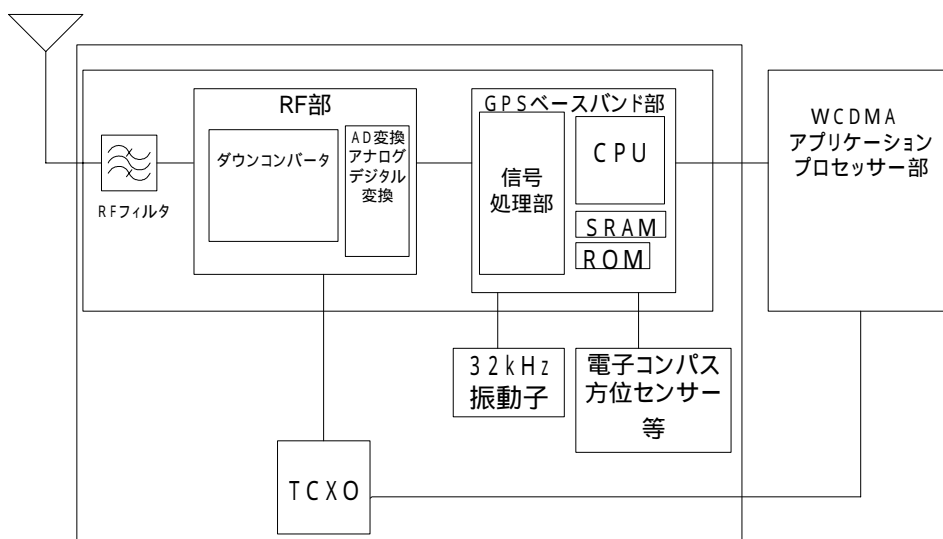 RF部
ダウンコンバータ
AD変換
アナログ
デジタル
変換
RFフィルタ
GPSベースバンド部
信号
処理部
CPU
SRAM
ROM
WCDMA
アプリケーション
プロセッサー部
32kHz
振動子
電子コンパス
方位センサー
等
TCXO